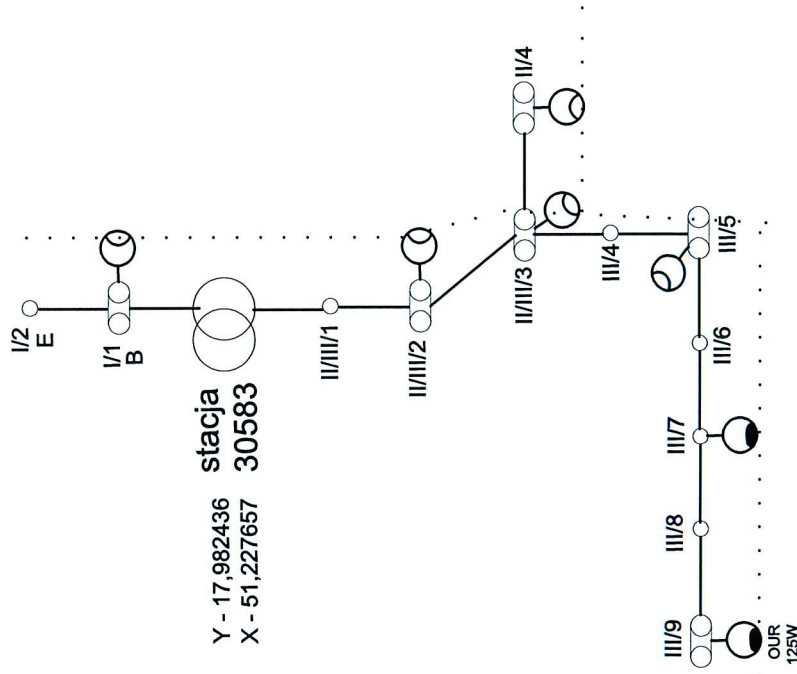 I/2
E
I/1
B
stacja
30583
Y - 17,982436
X - 51,227657
II/III/1
II/III/2
II/III/3
II/4
III/4
III/5
III/6
III/7
III/8
III/9
OUR
125W